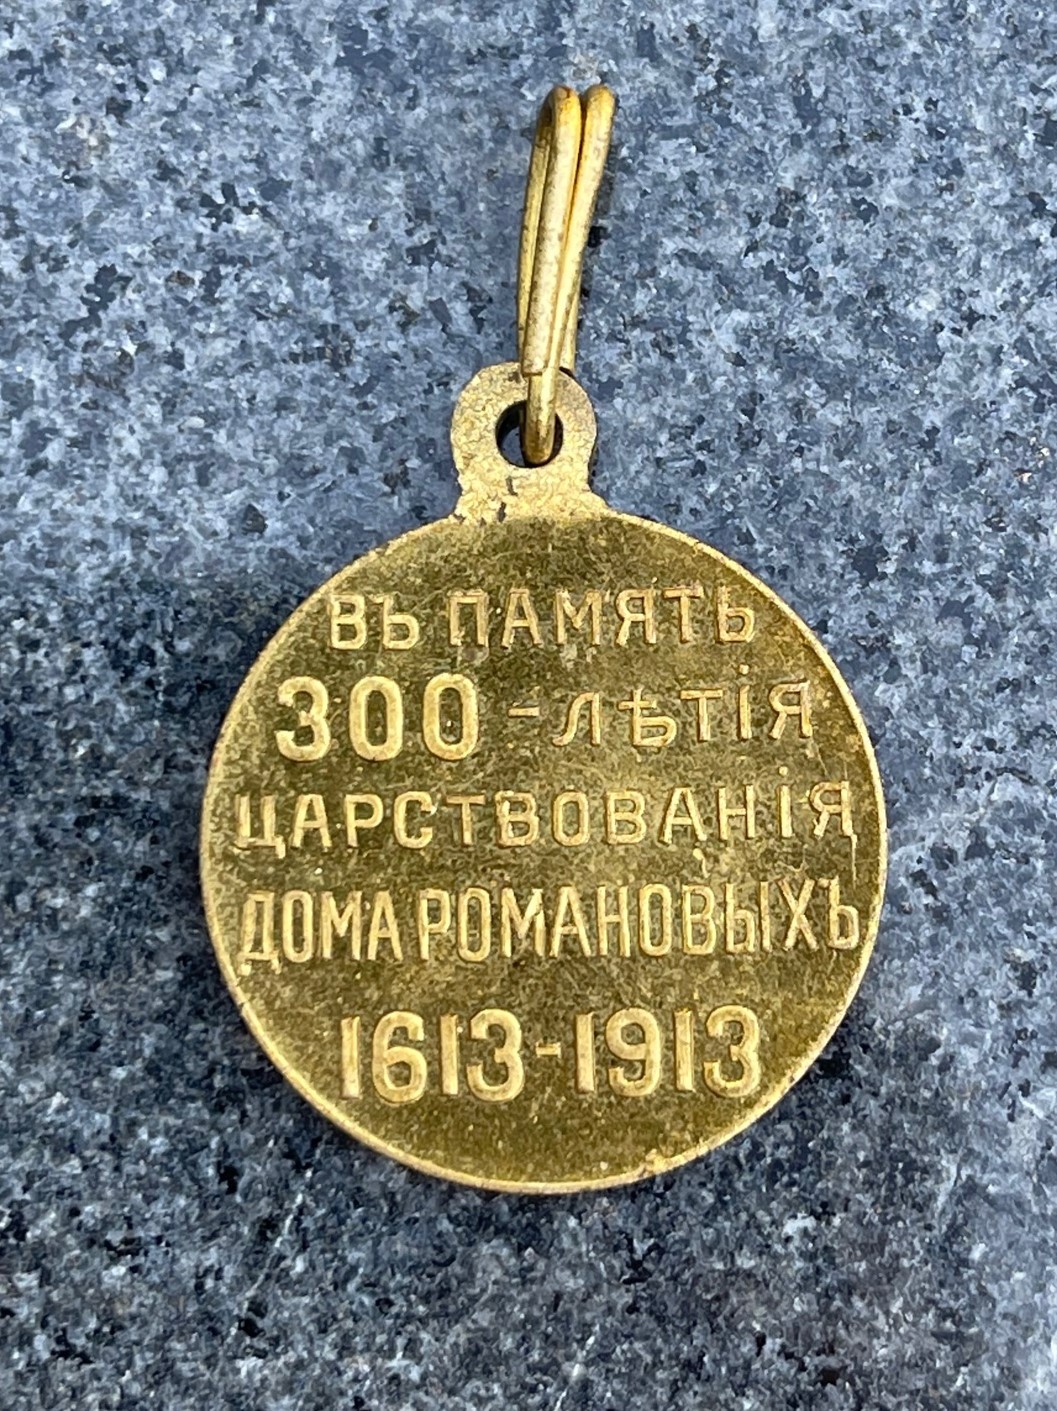 ВЪ ПАМЯТЬ
300-ЛѢТІЯ
ЦАРСТВОВАНІЯ
ДОМА РОМАНОВЫХЪ
1613-1913